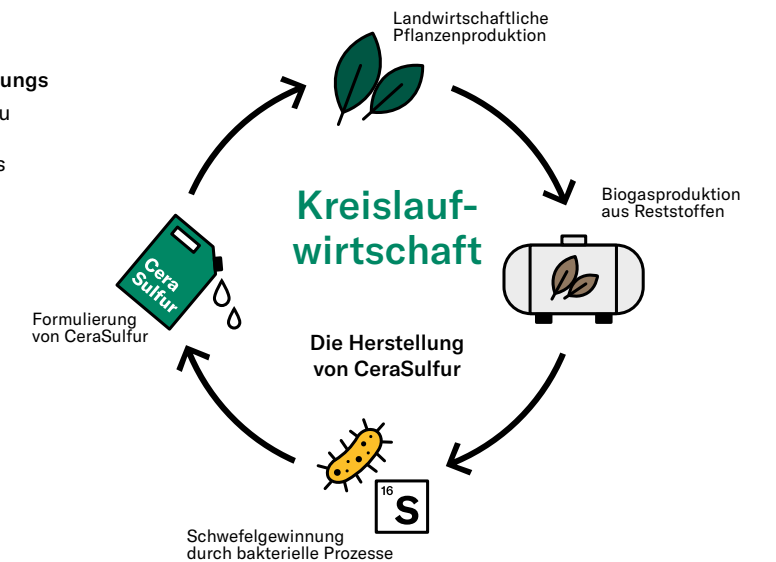 Landwirtschaftliche
Pflanzenproduktion
ungs
u
s
Kreislauf-
wirtschaft
Biogasproduktion
aus Reststoffen
Cera
Sulfur
Formulierung
von CeraSulfur
Die Herstellung
von CeraSulfur
16
S
Schwefelgewinnung
durch bakterielle Prozesse